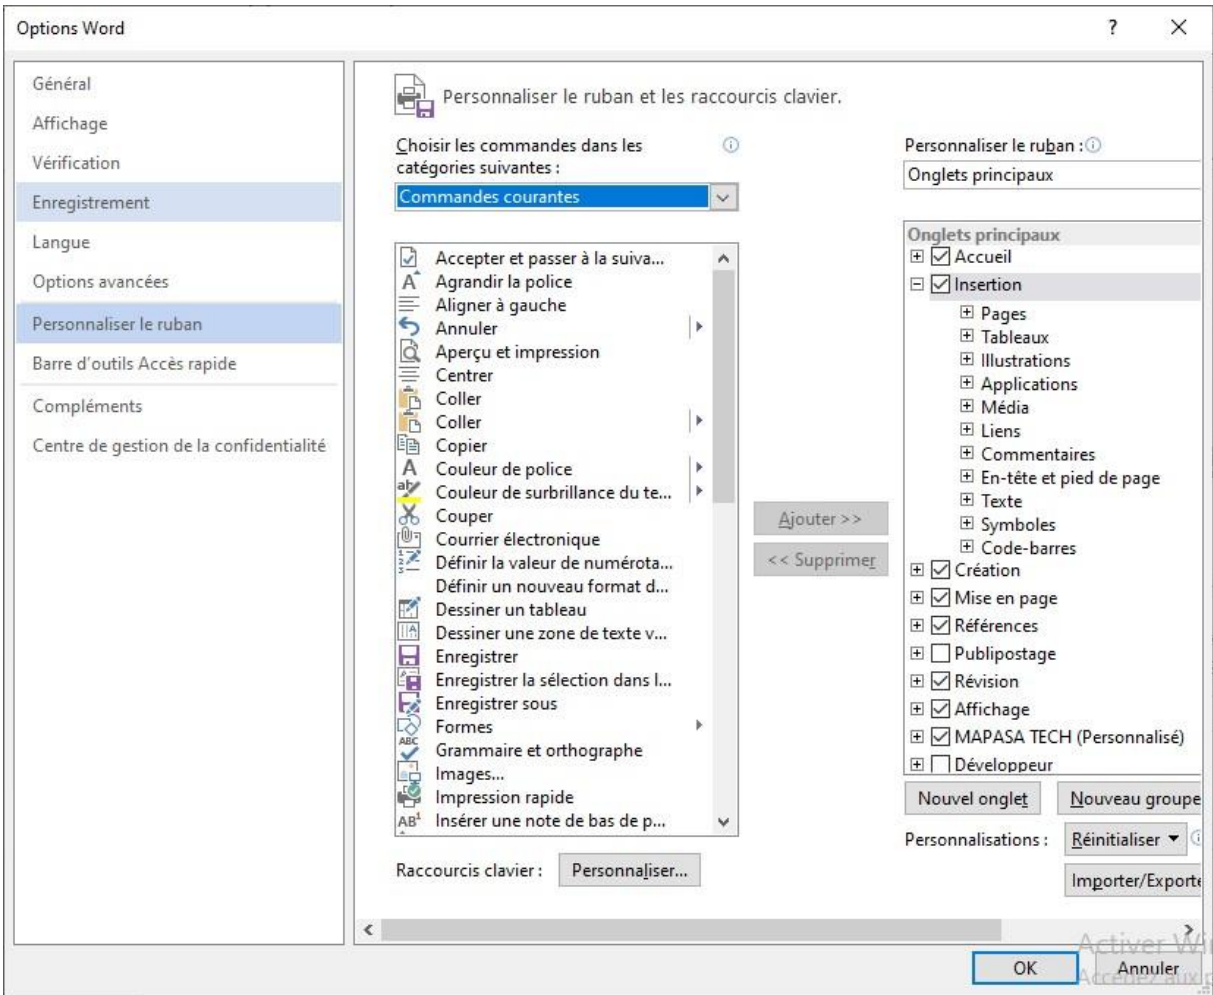 Options Word
?
Général
Affichage
Vérification
Enregistrement
Langue
Options avancées
Personnaliser le ruban
Barre d'outils Accès rapide
Compléments
Centre de gestion de la confidentialité
Personnaliser le ruban et les raccourcis clavier.
Choisir les commandes dans les
catégories suivantes :
Commandes courantes
Accepter et passer à la suiva...
Agrandir la police
Aligner à gauche
Annuler
Aperçu et impression
Centrer
Coller
Coller
Copier
Couleur de police
Couleur de surbrillance du te...
Couper
Courrier électronique
Définir la valeur de numérota...
Définir un nouveau format d...
Dessiner un tableau
Dessiner une zone de texte v...
Enregistrer
Enregistrer la sélection dans l...
Enregistrer sous
Formes
Grammaire et orthographe
Images...
Impression rapide
Insérer une note de bas de p...
Raccourcis clavier :
Personnaliser...
Ajouter >>
<< Supprimer
Personnaliser le ruban :
Onglets principaux
Onglets principaux
Accueil
Insertion
Pages
Tableaux
Illustrations
Applications
Média
Liens
Commentaires
En-tête et pied de page
Texte
Symboles
Code-barres
Création
Mise en page
Références
Publipostage
Révision
Affichage
MAPASA TECH (Personnalisé)
Développeur
Nouvel onglet
Nouveau groupe
Personnalisations :
Réinitialiser
Importer/Exporte
Activer Wi
OK
Annuler